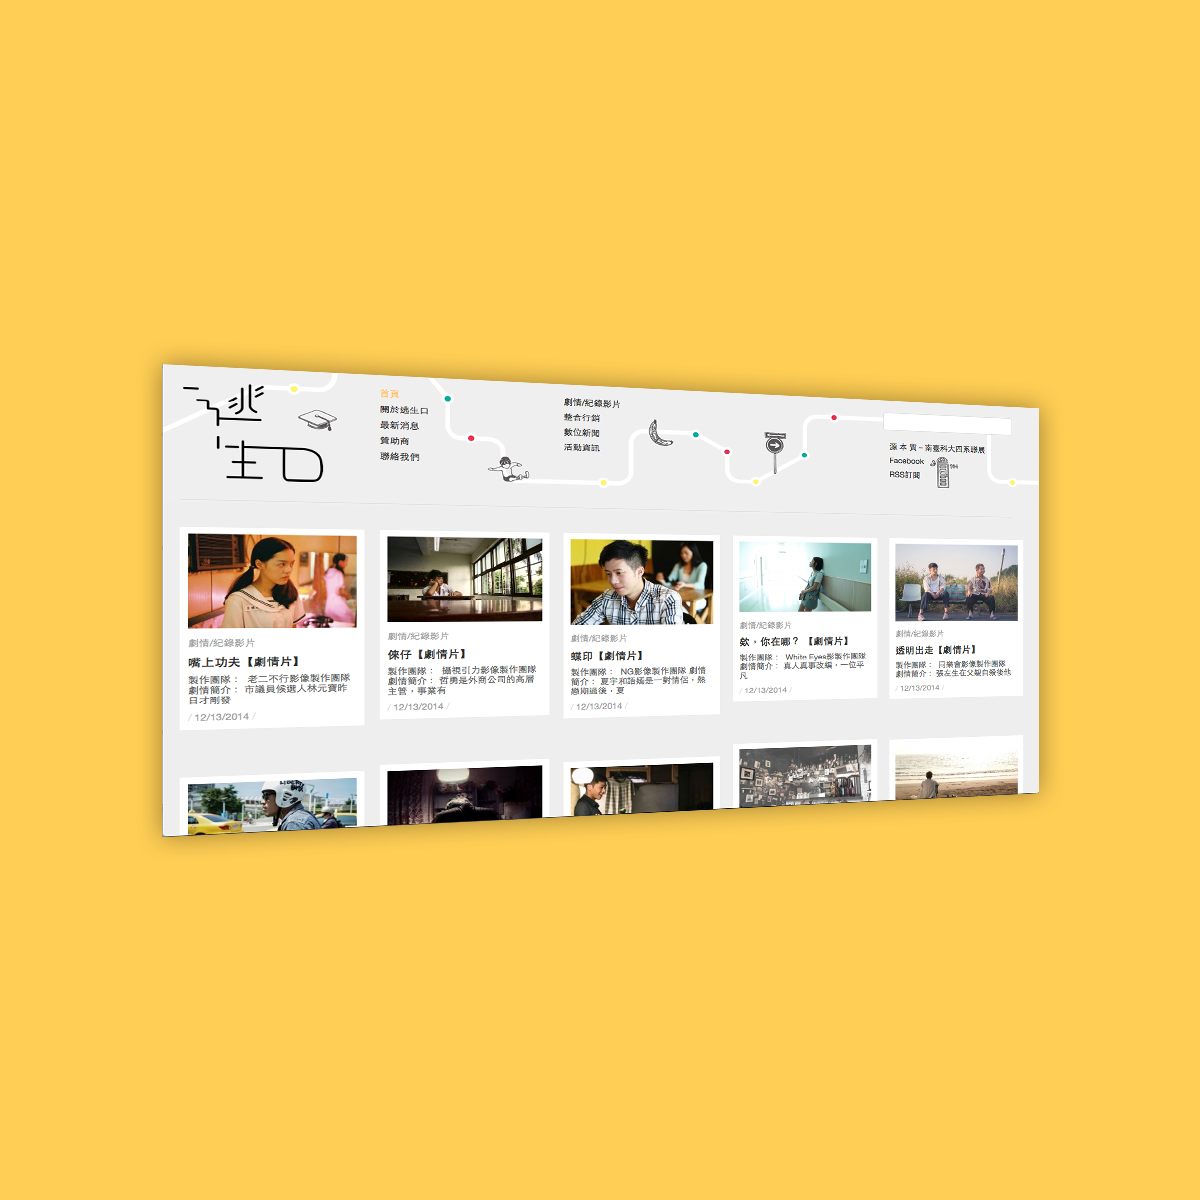 逃
生口
首頁
關於逃生口
最新消息
贊助商
聯絡我們
劇情/紀錄影片
整合行銷
數位新聞
活動資訊
源 本 質 – 南臺科大四系聯展
Facebook
RSS訂閱
劇情/紀錄影片
嘴上功夫【劇情片】
製作團隊： 老二不行影像製作團隊
劇情簡介： 市議員候選人林元寶昨
日才剛發
/ 12/13/2014 /
劇情/紀錄影片
倈仔【劇情片】
製作團隊： 攝視引力影像製作團隊
劇情簡介： 哲勇是外商公司的高層
主管，事業有
/ 12/13/2014 /
劇情/紀錄影片
蝶印【劇情片】
製作團隊： NG影像製作團隊 劇情
簡介： 夏宇和語嫣是一對情侶，熱
戀期過後，夏
/ 12/13/2014 /
劇情/紀錄影片
欸，你在哪？ 【劇情片】
製作團隊： White Eyes影製作團隊
劇情簡介： 真人真事改編，一位平
凡
/ 12/13/2014 /
劇情/紀錄影片
透明出走【劇情片】
製作團隊： 同樂會影像製作團隊
劇情簡介： 張左生在父親自殺後他
/ 12/13/2014 /